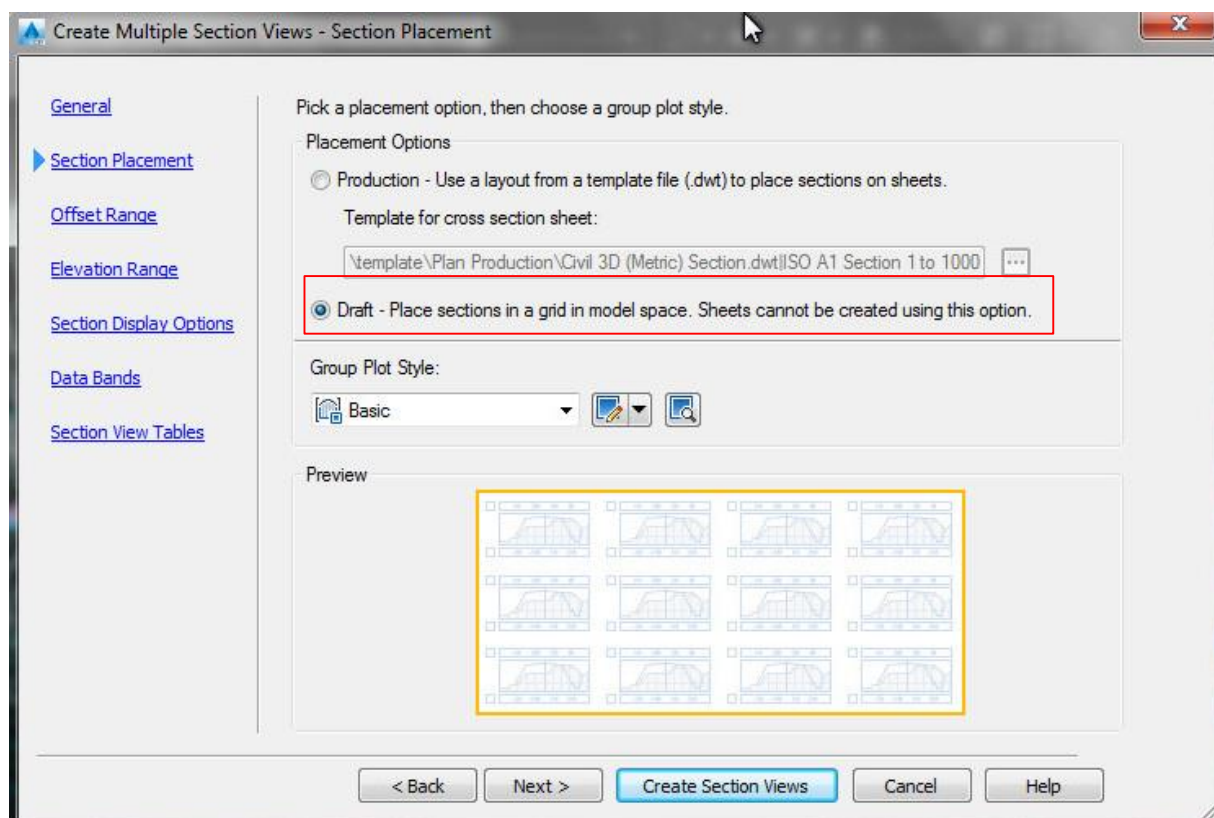 Create Multiple Section Views - Section Placement
General
Section Placement
Offset Range
Elevation Range
Section Display Options
Data Bands
Section View Tables
Pick a placement option, then choose a group plot style.
Placement Options
Production - Use a layout from a template file (.dwt) to place sections on sheets.
Template for cross section sheet:
\template\Plan Production\Civil 3D (Metric) Section.dwt|ISO A1 Section 1 to 1000
...
Draft - Place sections in a grid in model space. Sheets cannot be created using this option.
Group Plot Style:
Basic
Preview
< Back
Next >
Create Section Views
Cancel
Help